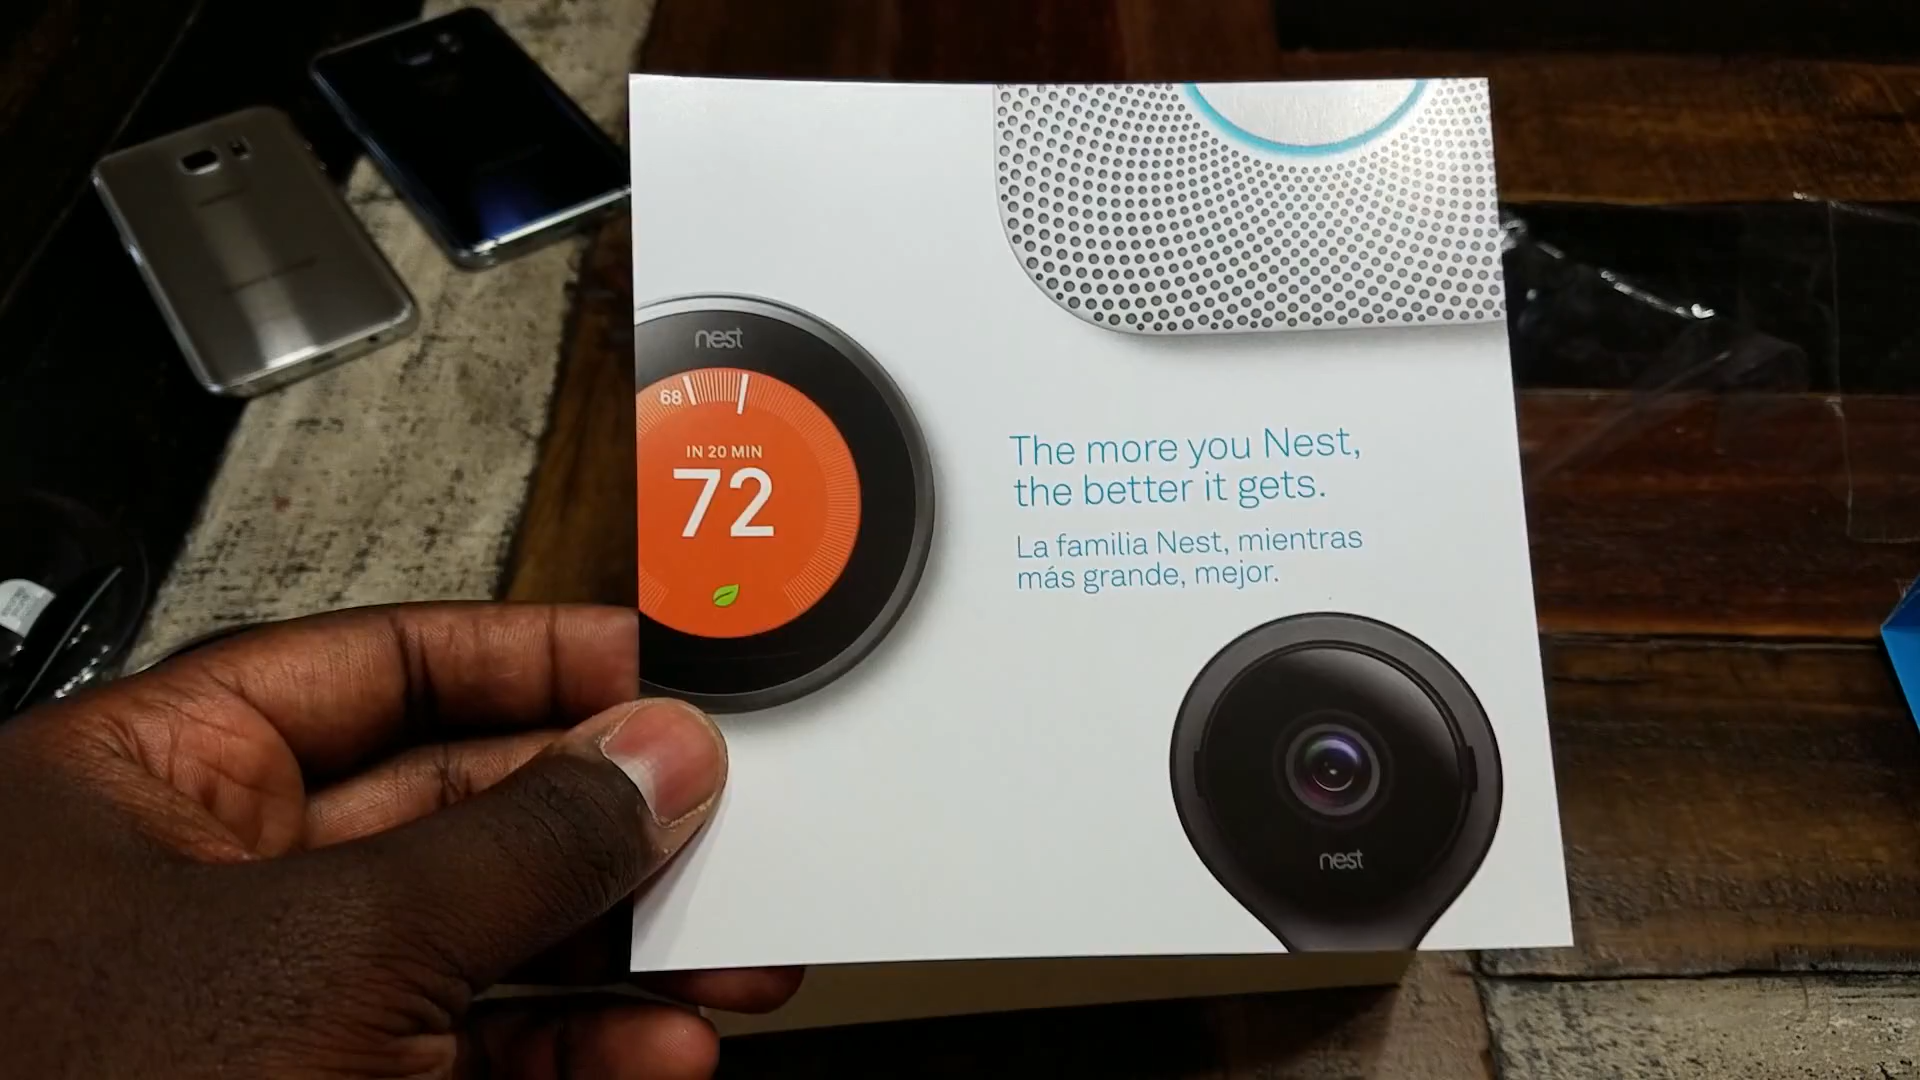 nest
68
IN 20 MIN
72
The more you Nest,
the better it gets.
La familia Nest, mientras
más grande, mejor.
nest